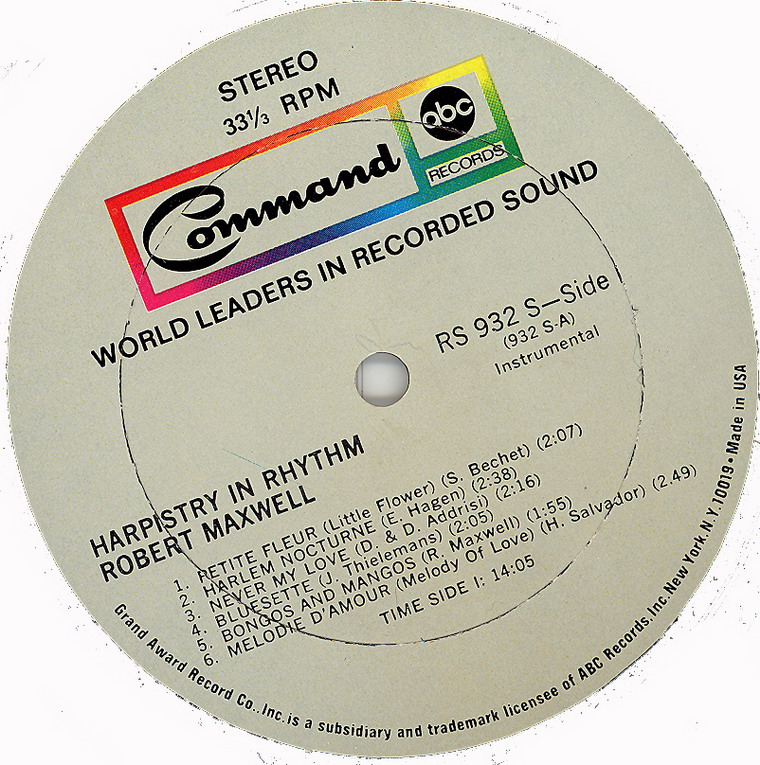 STEREO
33⅓ RPM
Command
abc
RECORDS
WORLD LEADERS IN RECORDED SOUND
RS 932 S—Side
(932 S-A)
Instrumental
HARPISTRY IN RHYTHM
ROBERT MAXWELL
1. PETITE FLEUR (Little Flower) (S. Bechet) (2:07)
2. HARLEM NOCTURNE (E. Hagen) (2:38)
3. NEVER MY LOVE (D. & D. Addrisi) (2:16)
4. BLUESETTE (J. Thielemans) (2:05)
5. BONGOS AND MANGOS (R. Maxwell) (1:55)
6. MELODIE D'AMOUR (Melody Of Love) (H. Salvador) (2.49)
TIME SIDE I: 14:05
Grand Award Record Co., Inc. is a subsidiary and trademark licensee of ABC Records, Inc. New York. N.Y. 10019 • Made in USA